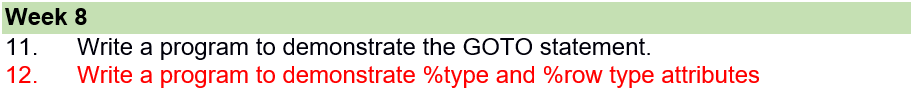 Week 8
11. Write a program to demonstrate the GOTO statement.
12. Write a program to demonstrate %type and %row type attributes